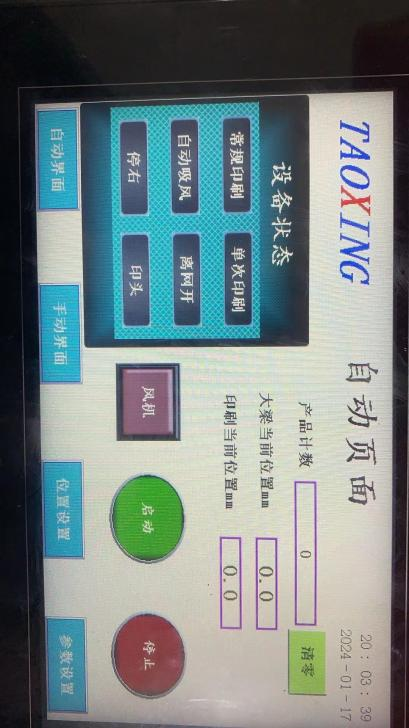 TAOXING
自动页面
20:03:39
2024-01-17
设备状态
常规印刷
单次印刷
自动吸风
离网开
停右
印头
产品计数
0
清零
大梁当前位置mm
0.0
印刷当前位置mm
0.0
风机
启动
停止
自动界面
手动界面
位置设置
参数设置